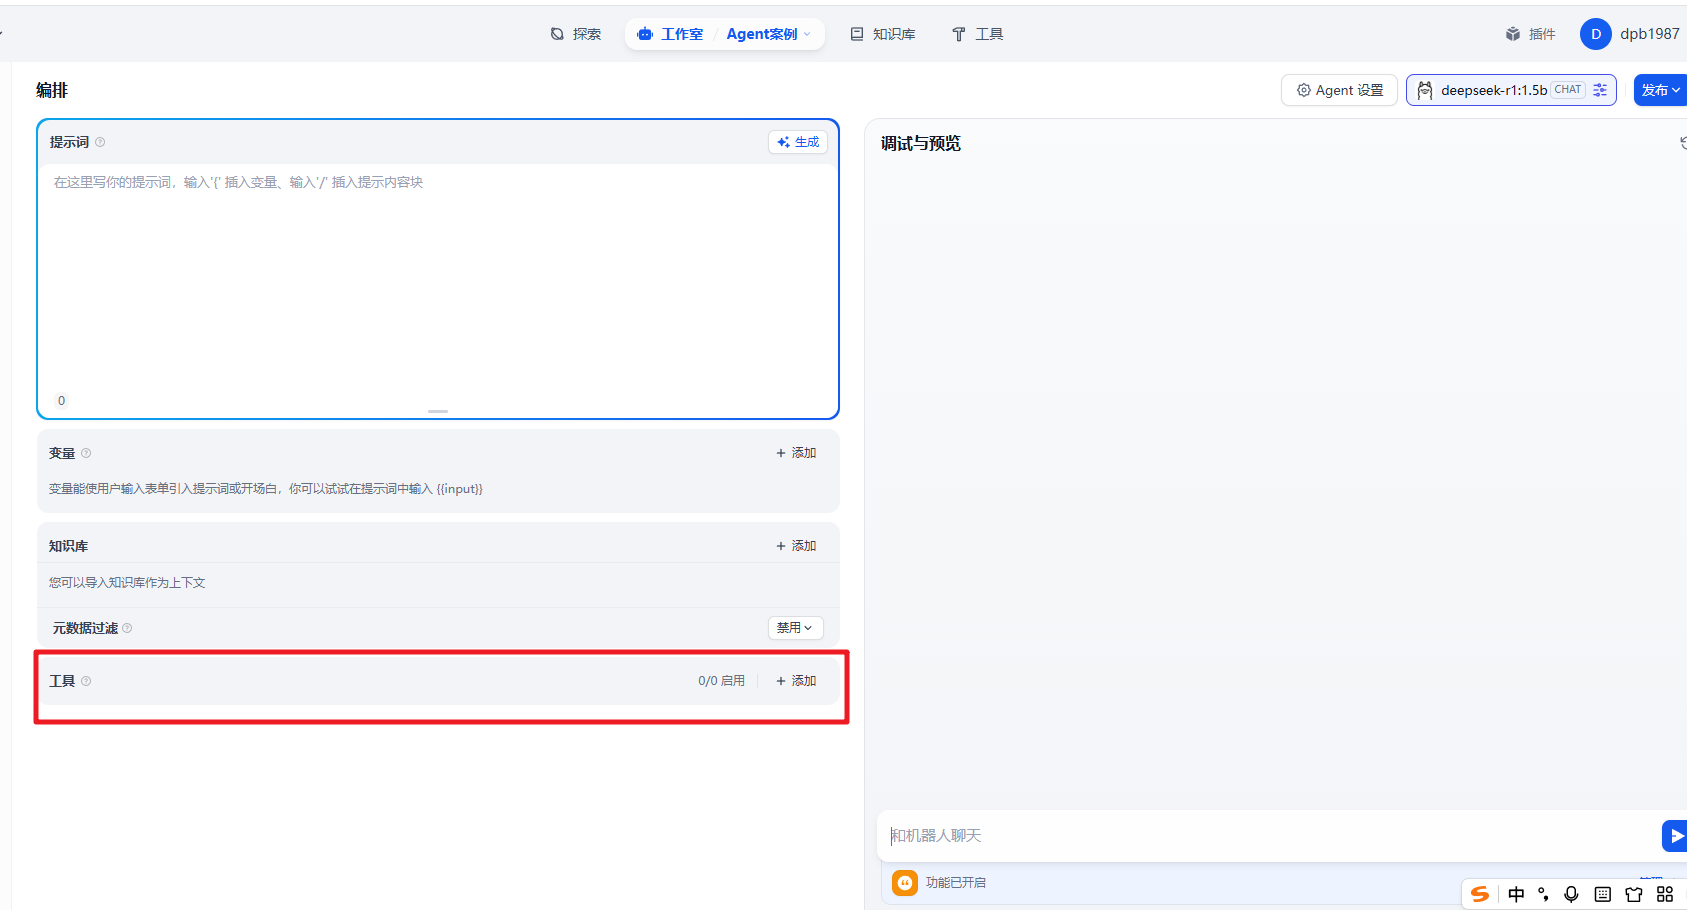 探索
工作室 / Agent案例
知识库
工具
插件
D dpb1987
编排
Agent 设置
deepseek-r1:1.5b CHAT
发布
提示词
生成
在这里写你的提示词，输入'{' 插入变量、输入'/' 插入提示内容块
0
变量
+ 添加
变量能使用户输入表单引入提示词或开场白，你可以试试在提示词中输入 {{input}}
知识库
+ 添加
您可以导入知识库作为上下文
元数据过滤
禁用
工具
0/0 启用
+ 添加
调试与预览
和机器人聊天
功能已开启
中